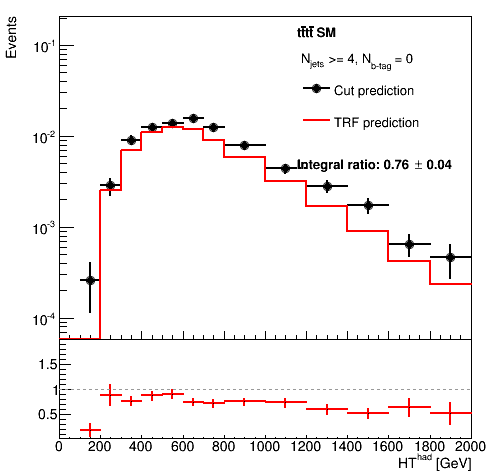 Events
10⁻¹
10⁻²
10⁻³
10⁻⁴
tt̄tt̄ SM
N_jets >= 4, N_b-tag = 0
Cut prediction
TRF prediction
Integral ratio: 0.76 ± 0.04
1.5
1
0.5
0 200 400 600 800 1000 1200 1400 1600 1800 2000
HT^had [GeV]